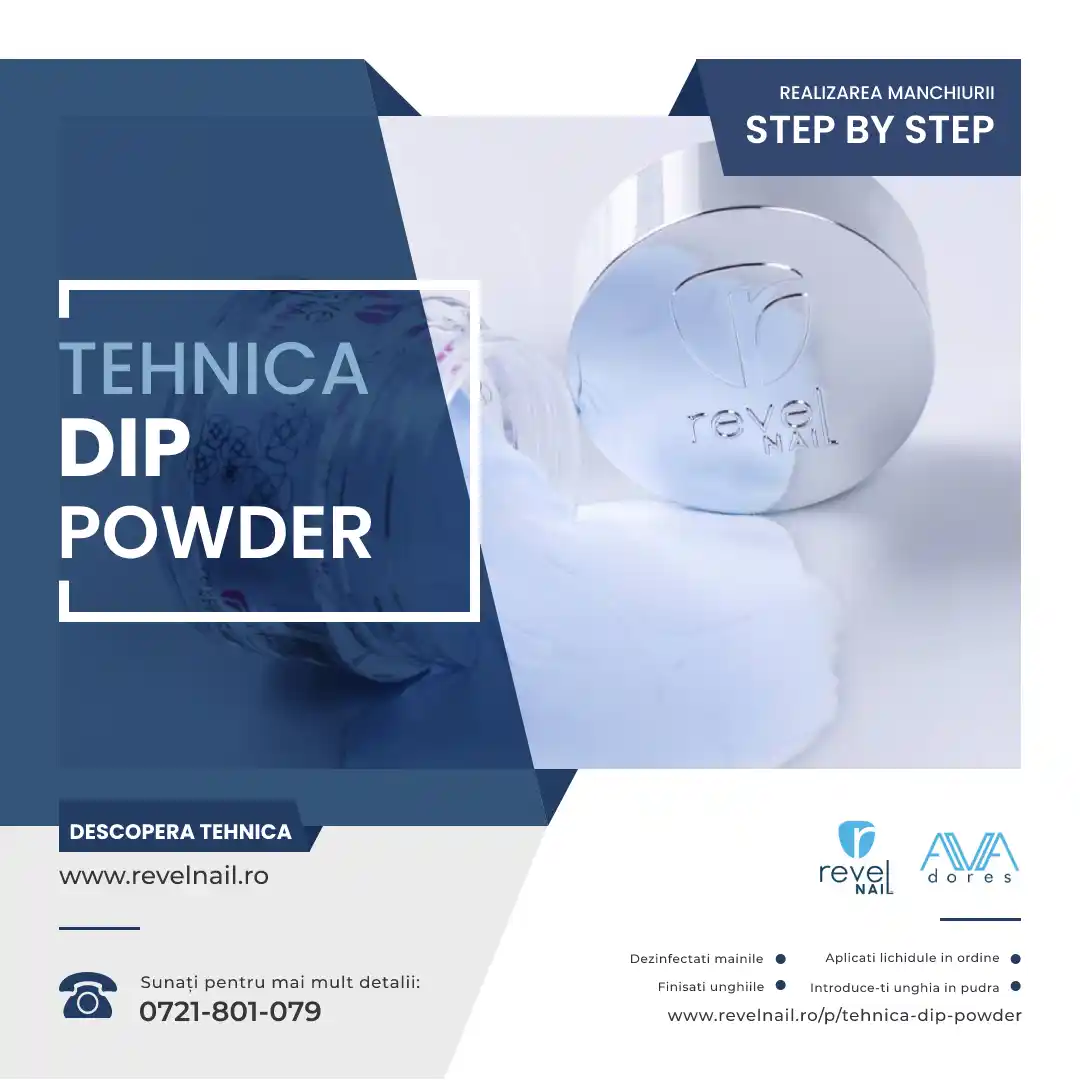 REALIZAREA MANCHIURII
STEP BY STEP
TEHNICA
DIP
POWDER
revel
NAIL
DESCOPERA TEHNICA
www.revelnail.ro
Sunați pentru mai mult detalii:
0721-801-079
r
revel
NAIL
AVA
dores
Dezinfectati mainile
Aplicati lichidule in ordine
Finisati unghiile
Introduce-ti unghia in pudra
www.revelnail.ro/p/tehnica-dip-powder